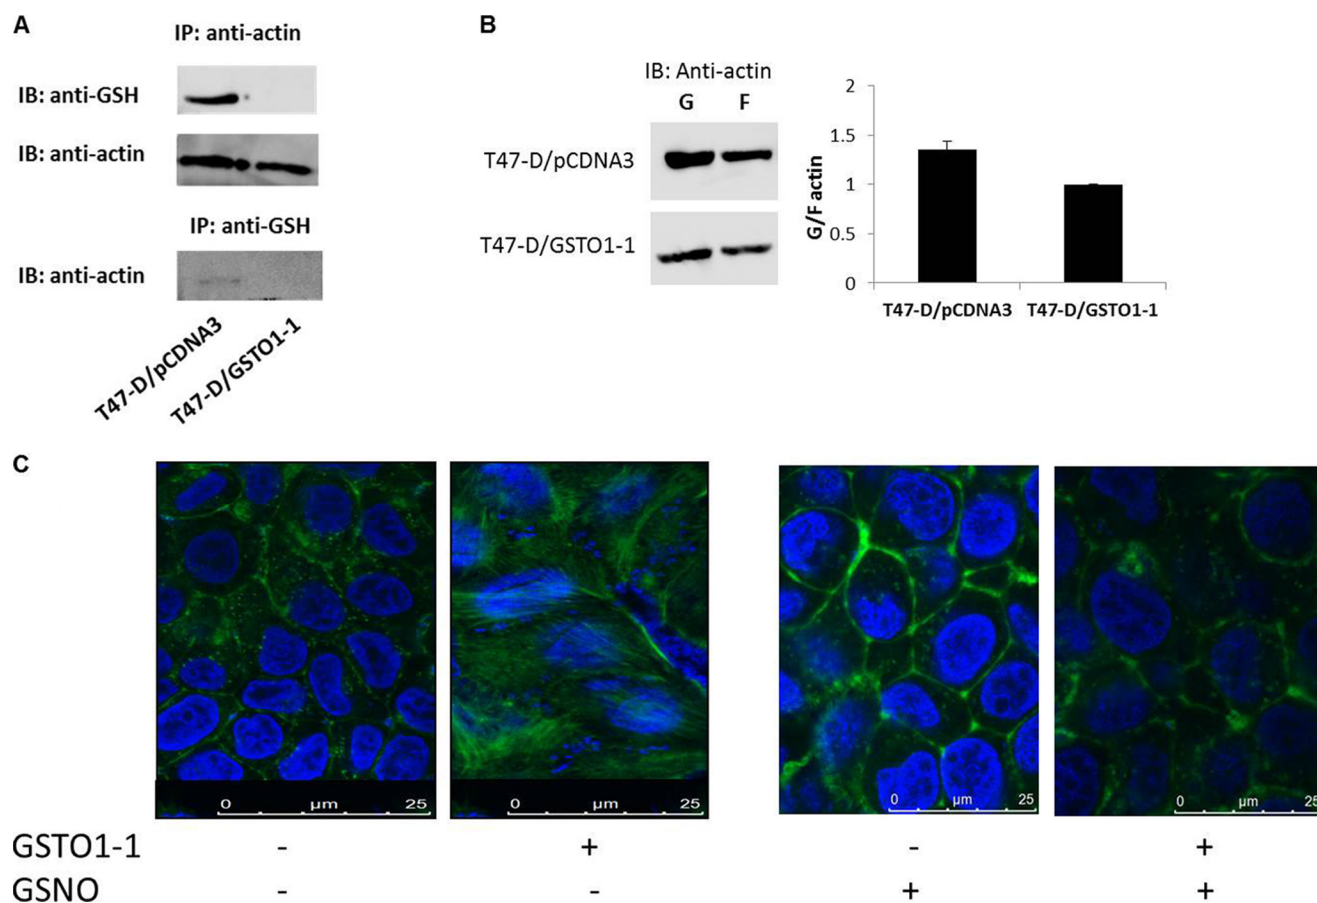 A
IP: anti-actin
IB: anti-GSH
IB: anti-actin
IP: anti-GSH
IB: anti-actin
T47-D/pCDNA3
T47-D/GSTO1-1
B
IB: Anti-actin
G F
T47-D/pCDNA3
T47-D/GSTO1-1
G/F actin
2
1.5
1
0.5
0
T47-D/pCDNA3 T47-D/GSTO1-1
C
0 µm 25
0 µm 25
0 µm 25
0 µm 25
GSTO1-1 - + - +
GSNO - - + +